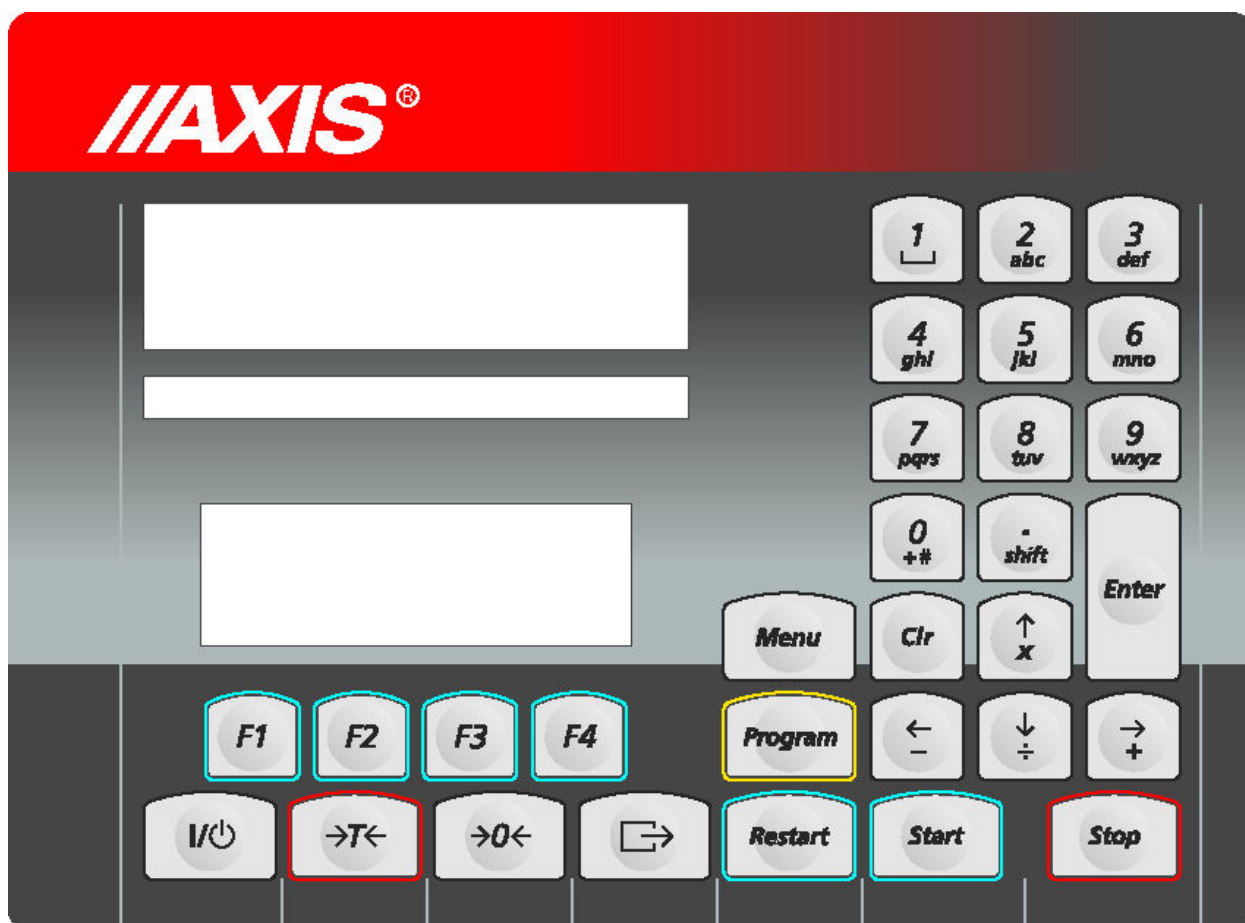 //AXIS®
1 2 3
abc def
4 5 6
ghi jkl mno
7 8 9
pqrs tuv wxyz
0 .
+# shift
Enter
Menu Clr ↑
x
F1 F2 F3 F4 Program ← ↓ →
- ÷ +
I/⏻ →T← →0← Restart Start Stop